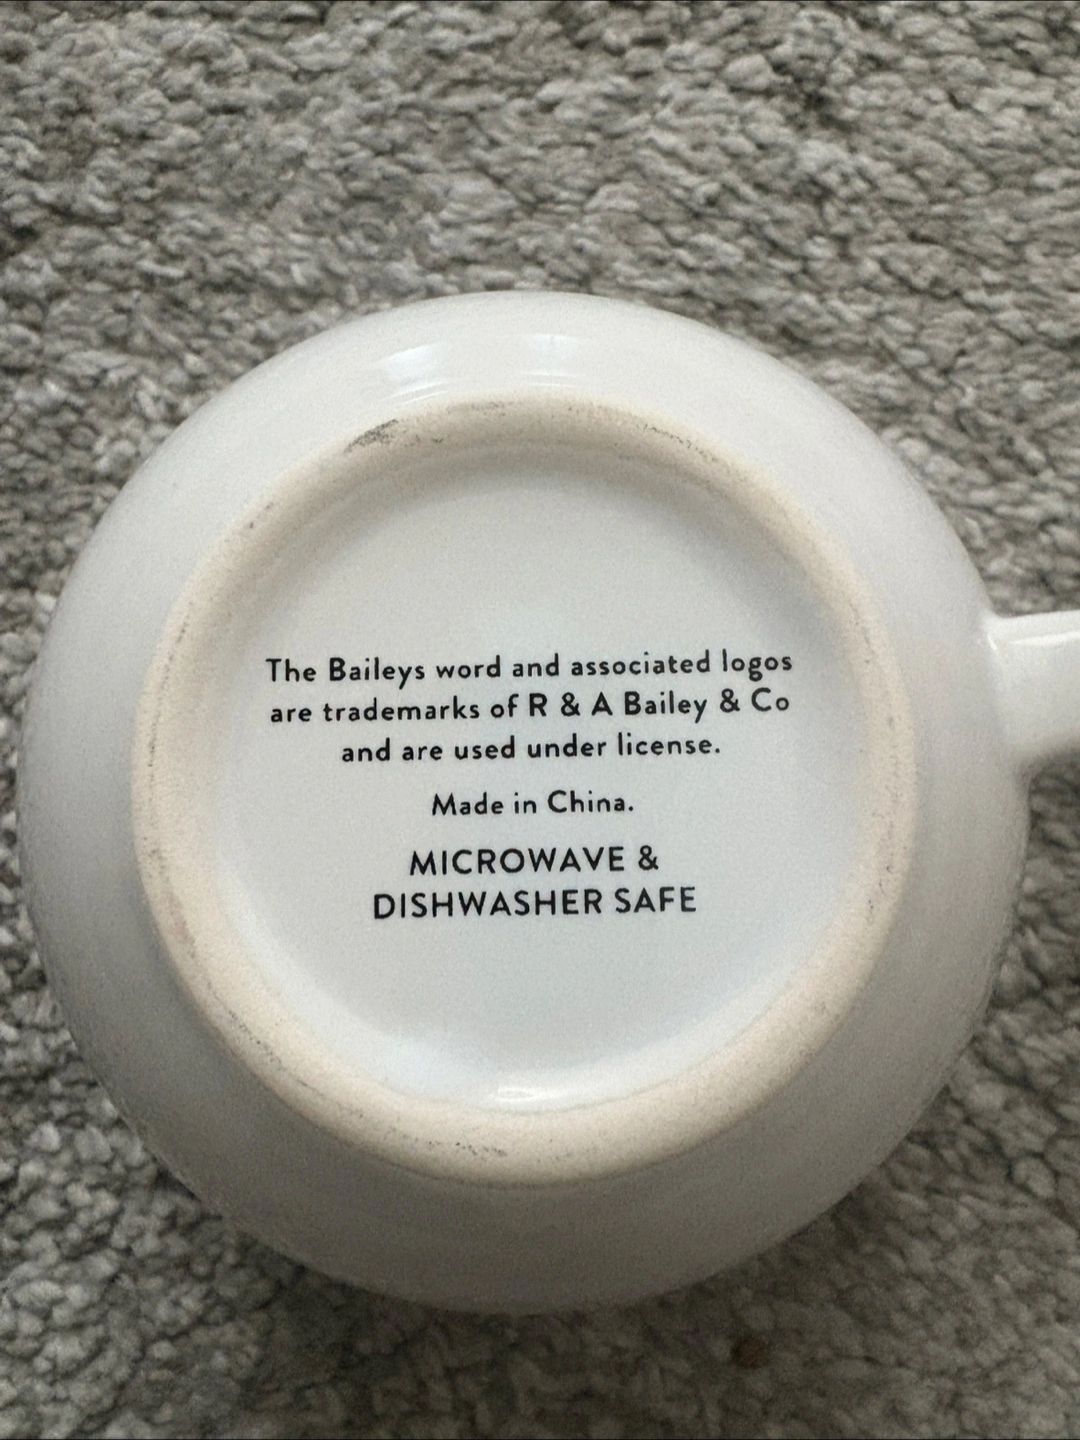 The Baileys word and associated logos
are trademarks of R & A Bailey & Co
and are used under license.
Made in China.
MICROWAVE &
DISHWASHER SAFE